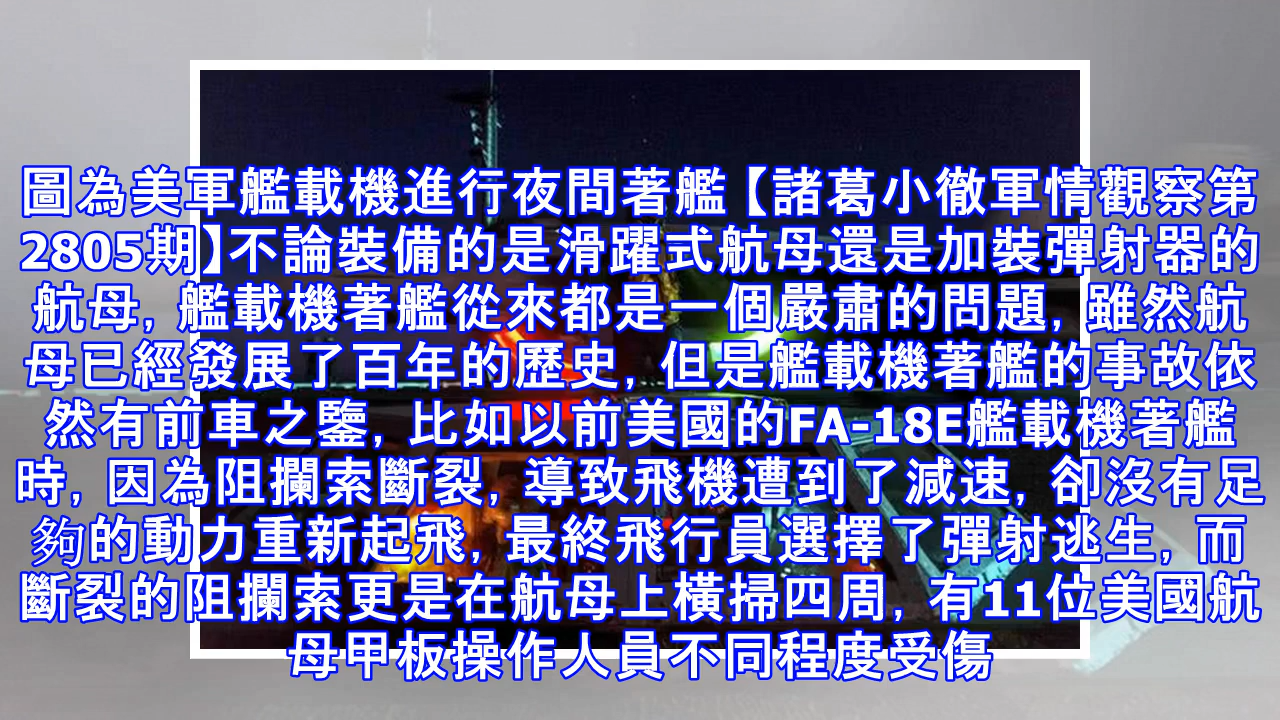 圖為美軍艦載機進行夜間著艦【諸葛小徹軍情觀察第
2805期】不論裝備的是滑躍式航母還是加裝彈射器的
航母, 艦載機著艦從來都是一個嚴肅的問題, 雖然航
母已經發展了百年的歷史, 但是艦載機著艦的事故依
然有前車之鑒, 比如以前美國的FA-18E艦載機著艦
時, 因為阻攔索斷裂, 導致飛機遭到了減速, 卻沒有足
夠的動力重新起飛, 最終飛行員選擇了彈射逃生, 而
斷裂的阻攔索更是在航母上橫掃四周, 有11位美國航
母甲板操作人員不同程度受傷